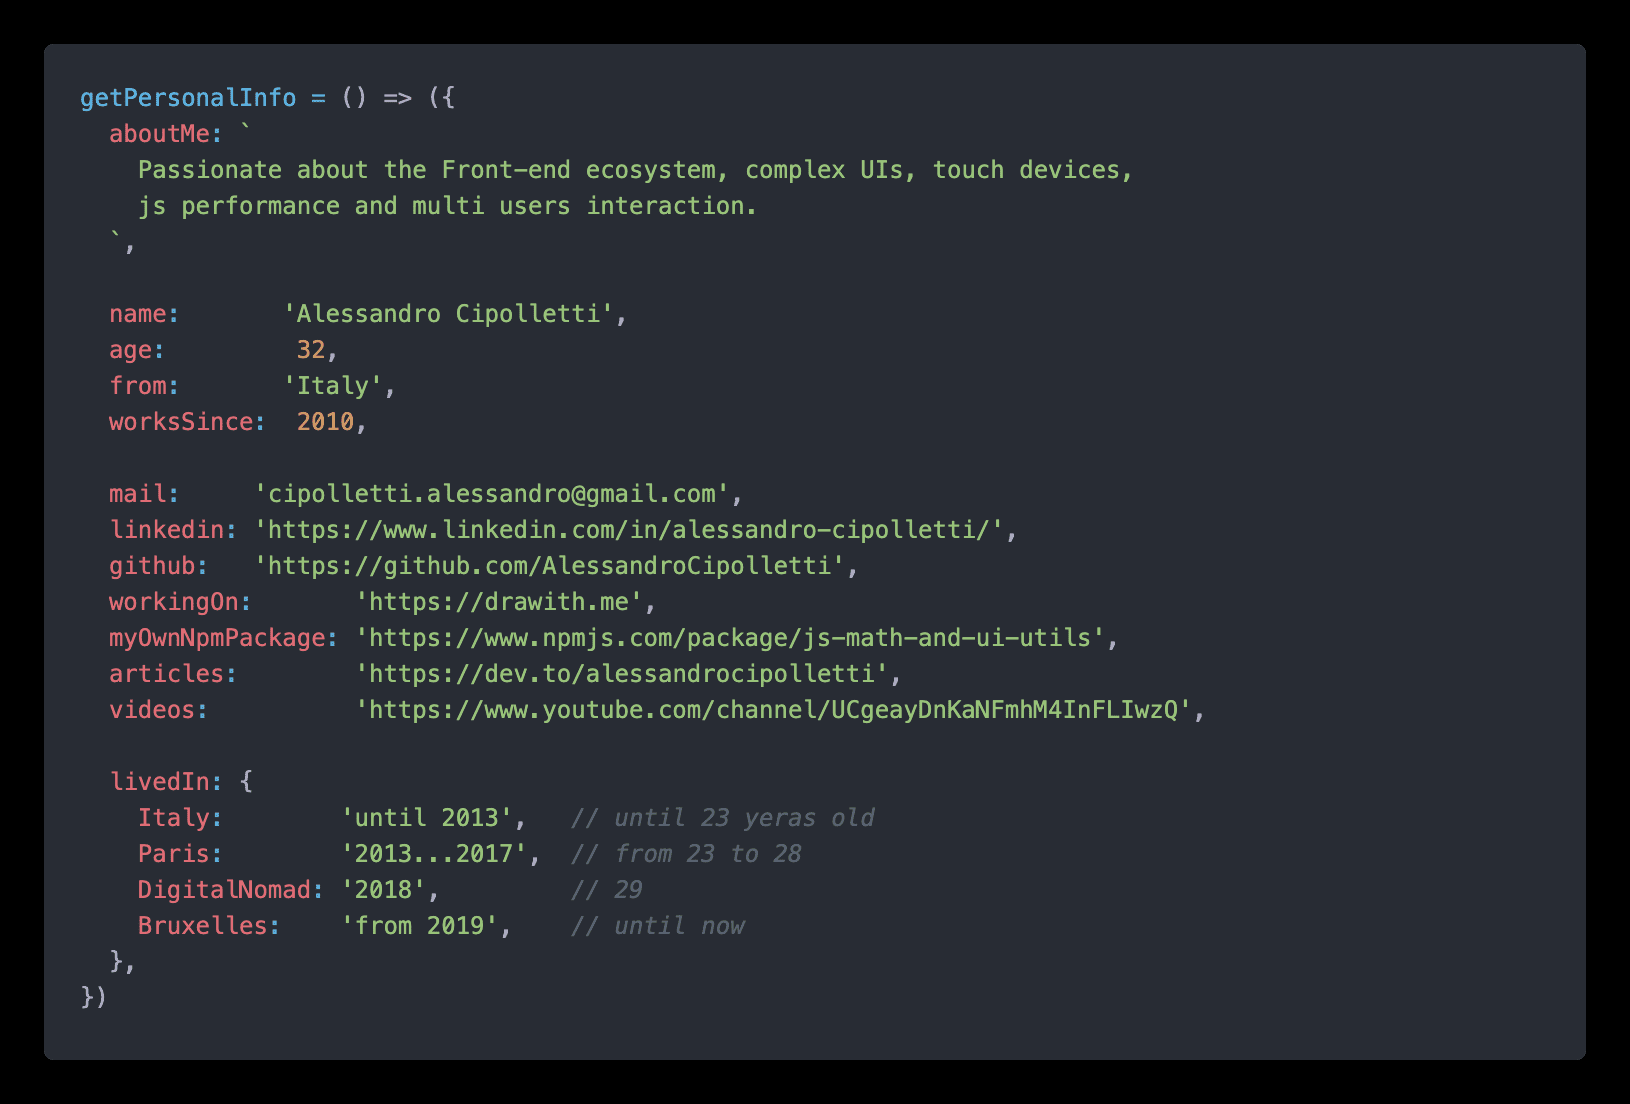 getPersonalInfo = () => ({
  aboutMe: `
    Passionate about the Front-end ecosystem, complex UIs, touch devices,
    js performance and multi users interaction.
  `,

  name:       'Alessandro Cipolletti',
  age:         32,
  from:       'Italy',
  worksSince:  2010,

  mail:     'cipolletti.alessandro@gmail.com',
  linkedin: 'https://www.linkedin.com/in/alessandro-cipolletti/',
  github:   'https://github.com/AlessandroCipolletti',
  workingOn:       'https://drawith.me',
  myOwnNpmPackage: 'https://www.npmjs.com/package/js-math-and-ui-utils',
  articles:        'https://dev.to/alessandrocipolletti',
  videos:          'https://www.youtube.com/channel/UCgeayDnKaNFmhM4InFLIwzQ',

  livedIn: {
    Italy:        'until 2013',   // until 23 yeras old
    Paris:        '2013...2017',  // from 23 to 28
    DigitalNomad: '2018',         // 29
    Bruxelles:    'from 2019',    // until now
  },
})